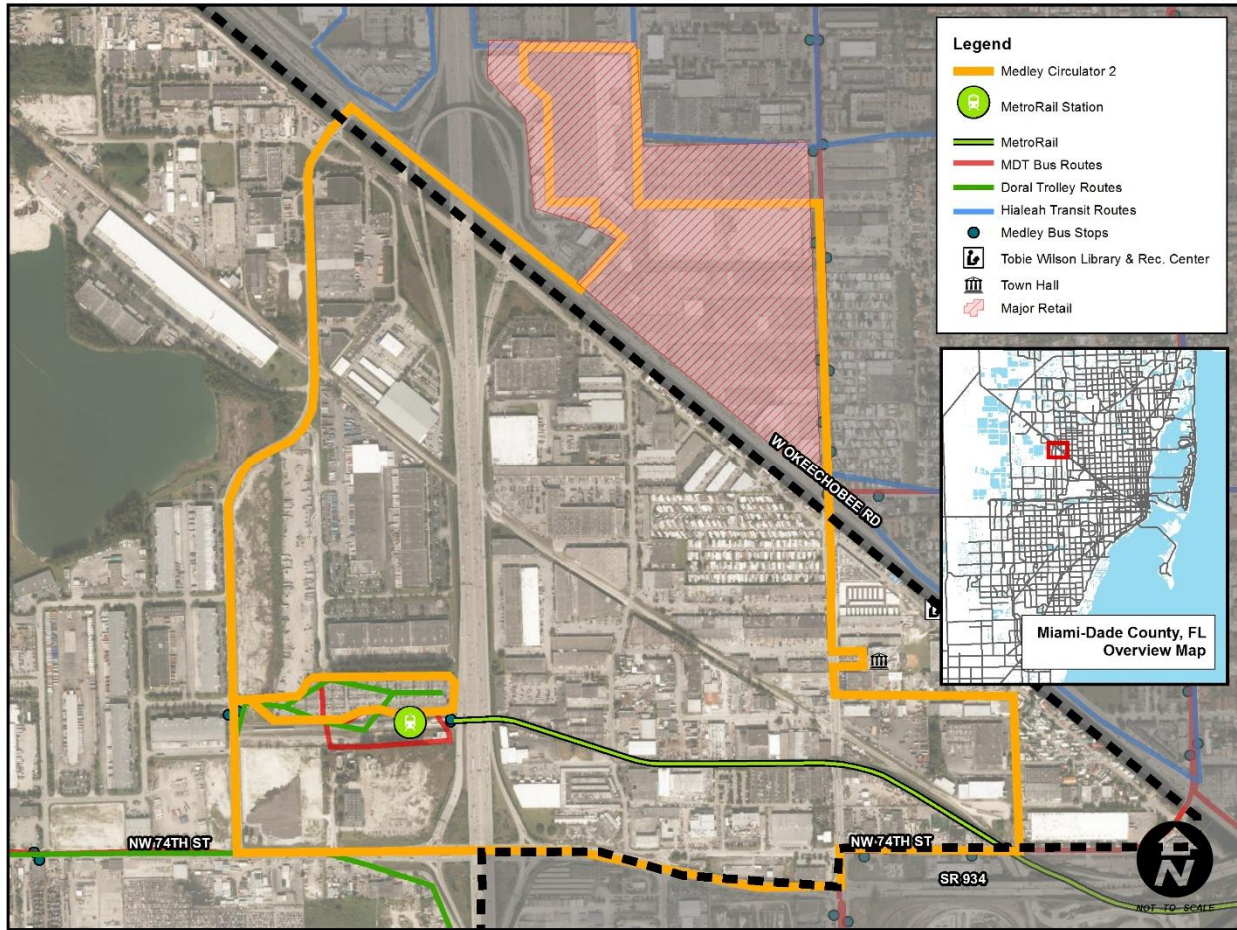 Legend
Medley Circulator 2
MetroRail Station
MetroRail
MDT Bus Routes
Doral Trolley Routes
Hialeah Transit Routes
Medley Bus Stops
Tobie Wilson Library & Rec. Center
Town Hall
Major Retail
W OKEECHOBEE RD
Miami-Dade County, FL
Overview Map
NW 74TH ST
NW 74TH ST
SR 934
N
NOT TO SCALE